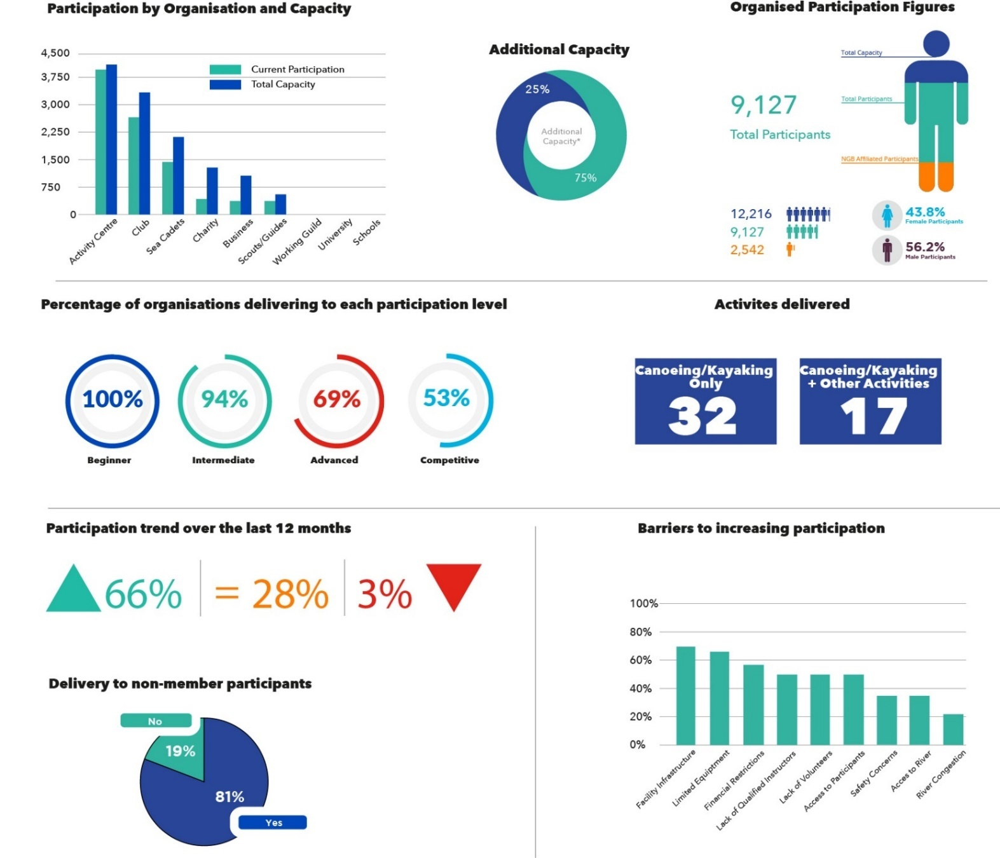 Participation by Organisation and Capacity
4,500
3,750
3,000
2,250
1,500
750
0
Current Participation
Total Capacity
Activity Centre
Club
Sea Cadets
Charity
Business
Scouts/Guides
Working Guild
University
Schools
Additional Capacity
25%
Additional
Capacity*
75%
Organised Participation Figures
Total Capacity
Total Participants
NGB Affiliated Participants
9,127
Total Participants
12,216
9,127
2,542
43.8%
Female Participants
56.2%
Male Participants
Percentage of organisations delivering to each participation level
100%
94%
69%
53%
Beginner
Intermediate
Advanced
Competitive
Activites delivered
Canoeing/Kayaking
Only
32
Canoeing/Kayaking
+ Other Activities
17
Participation trend over the last 12 months
66%
= 28%
3%
Delivery to non-member participants
No
19%
81%
Yes
Barriers to increasing participation
100%
80%
60%
40%
20%
0%
Facility Infrastructure
Limited Equiptment
Financial Restrictions
Lack of Qualified Instructors
Lack of Volunteers
Access to Participants
Safety Concerns
Acces to River
River Congestion